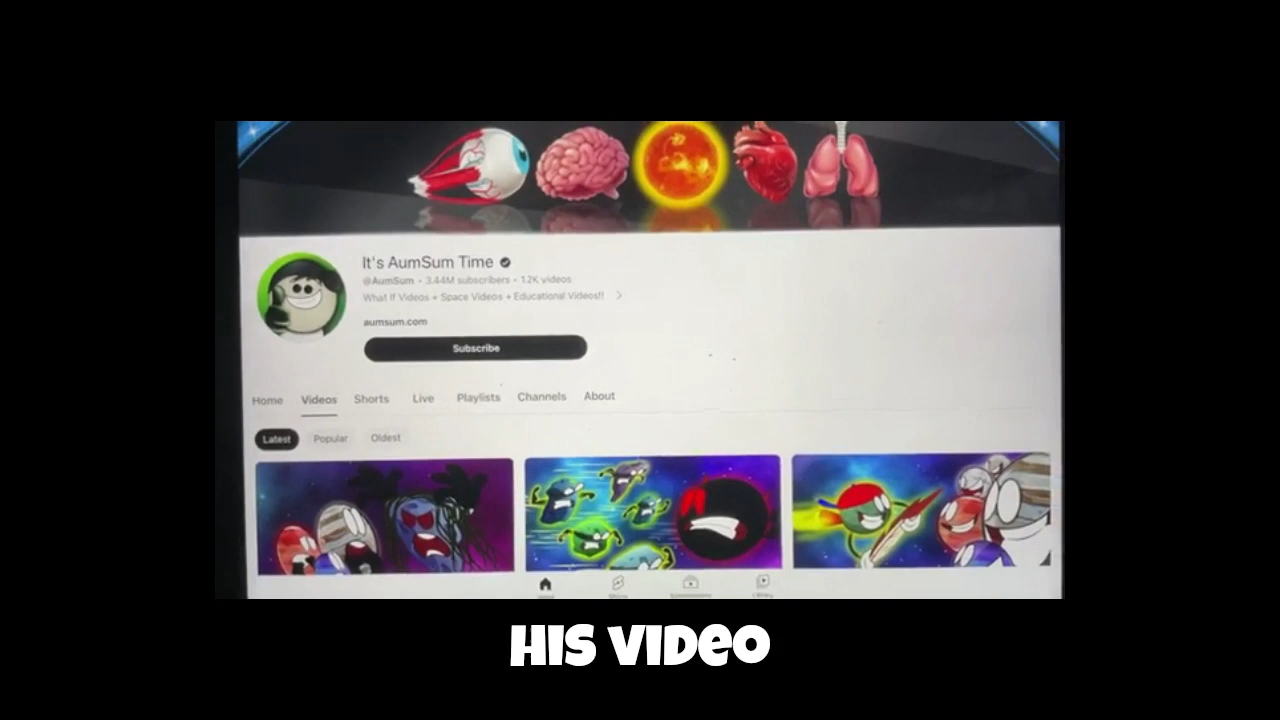 It's AumSum Time
@AumSum • 3.44M subscribers • 1.2K videos
What If Videos + Space Videos + Educational Videos!!
aumsum.com
Subscribe
Home Videos Shorts Live Playlists Channels About
Latest Popular Oldest
Library
HIS VIDEO